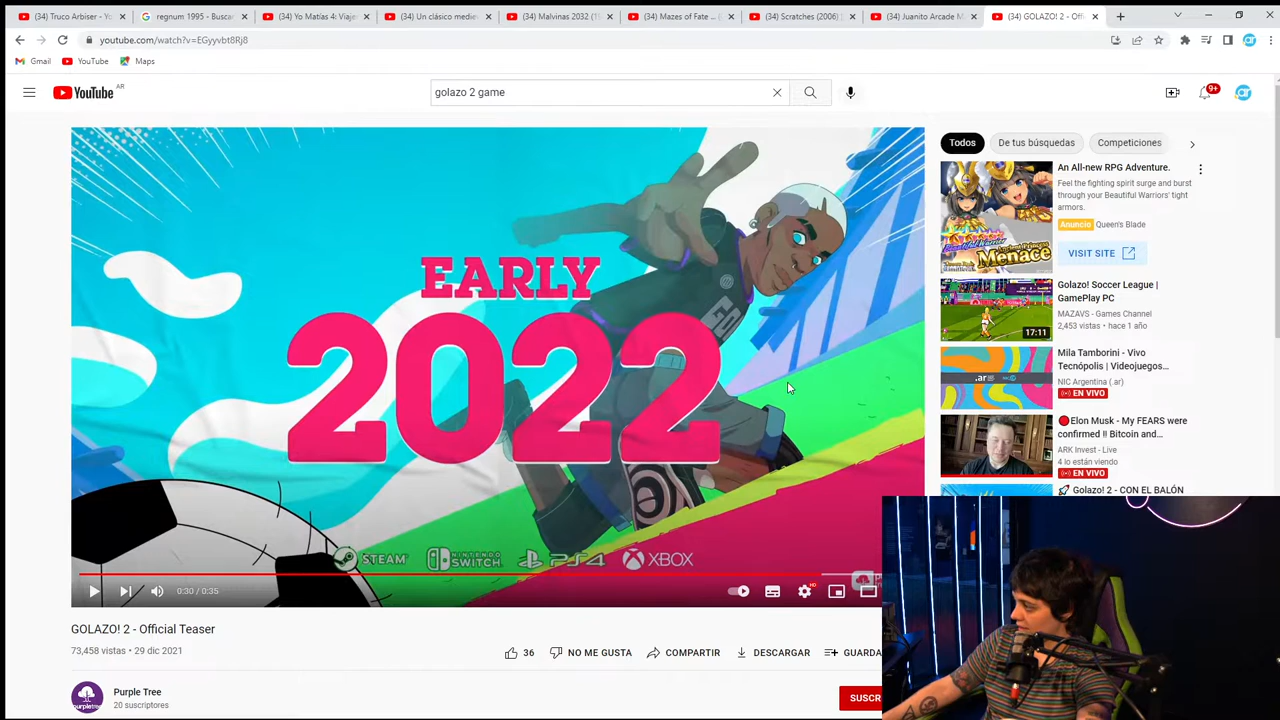 (34) Truco Arbiser - Yo
regnum 1995 - Buscar
(34) Yo Matías 4: Viajer
(34) Un clásico mediev
(34) Malvinas 2032 (TH
(34) Mazes of Fate ...
(34) Scratches (2006)
(34) Juanito Arcade M
(34) GOLAZO! 2 - Offi
youtube.com/watch?v=EGyyvbt8Rj8
Gmail
YouTube
Maps
YouTube AR
golazo 2 game
9+
EARLY
2022
STEAM
NINTENDO SWITCH
PS4
XBOX
0:30 / 0:35
HD
GOLAZO! 2 - Official Teaser
73,458 vistas • 29 dic 2021
36
NO ME GUSTA
COMPARTIR
DESCARGAR
GUARDA
Purple Tree
20 suscriptores
SUSCR
Todos
De tus búsquedas
Competiciones
An All-new RPG Adventure.
Feel the fighting spirit surge and burst
through your Beautiful Warriors' tight
armors.
Anuncio Queen's Blade
VISIT SITE
Menace
Golazo! Soccer League |
GamePlay PC
MAZAVS - Games Channel
2,453 vistas • hace 1 año
17:11
Mila Tamborini - Vivo
Tecnópolis | Videojuegos...
NIC Argentina (.ar)
EN VIVO
.ar
Elon Musk - My FEARS were
confirmed !! Bitcoin and...
ARK Invest - Live
4 lo están viendo
EN VIVO
Golazo! 2 - CON EL BALÓN